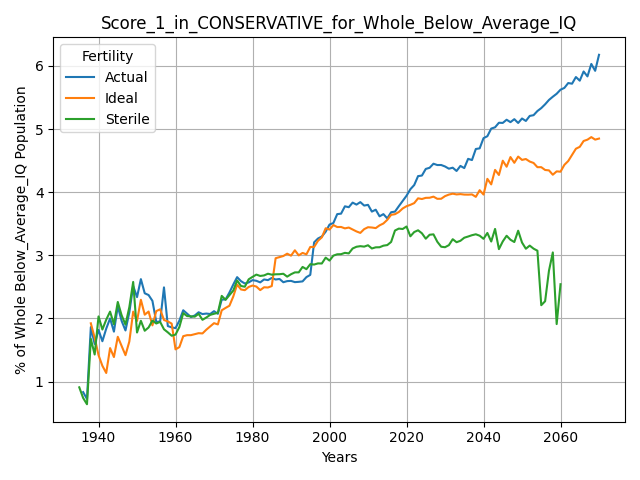 Score_1_in_CONSERVATIVE_for_Whole_Below_Average_IQ
Fertility
Actual
Ideal
Sterile
% of Whole Below_Average_IQ Population
6
5
4
3
2
1
1940 1960 1980 2000 2020 2040 2060
Years